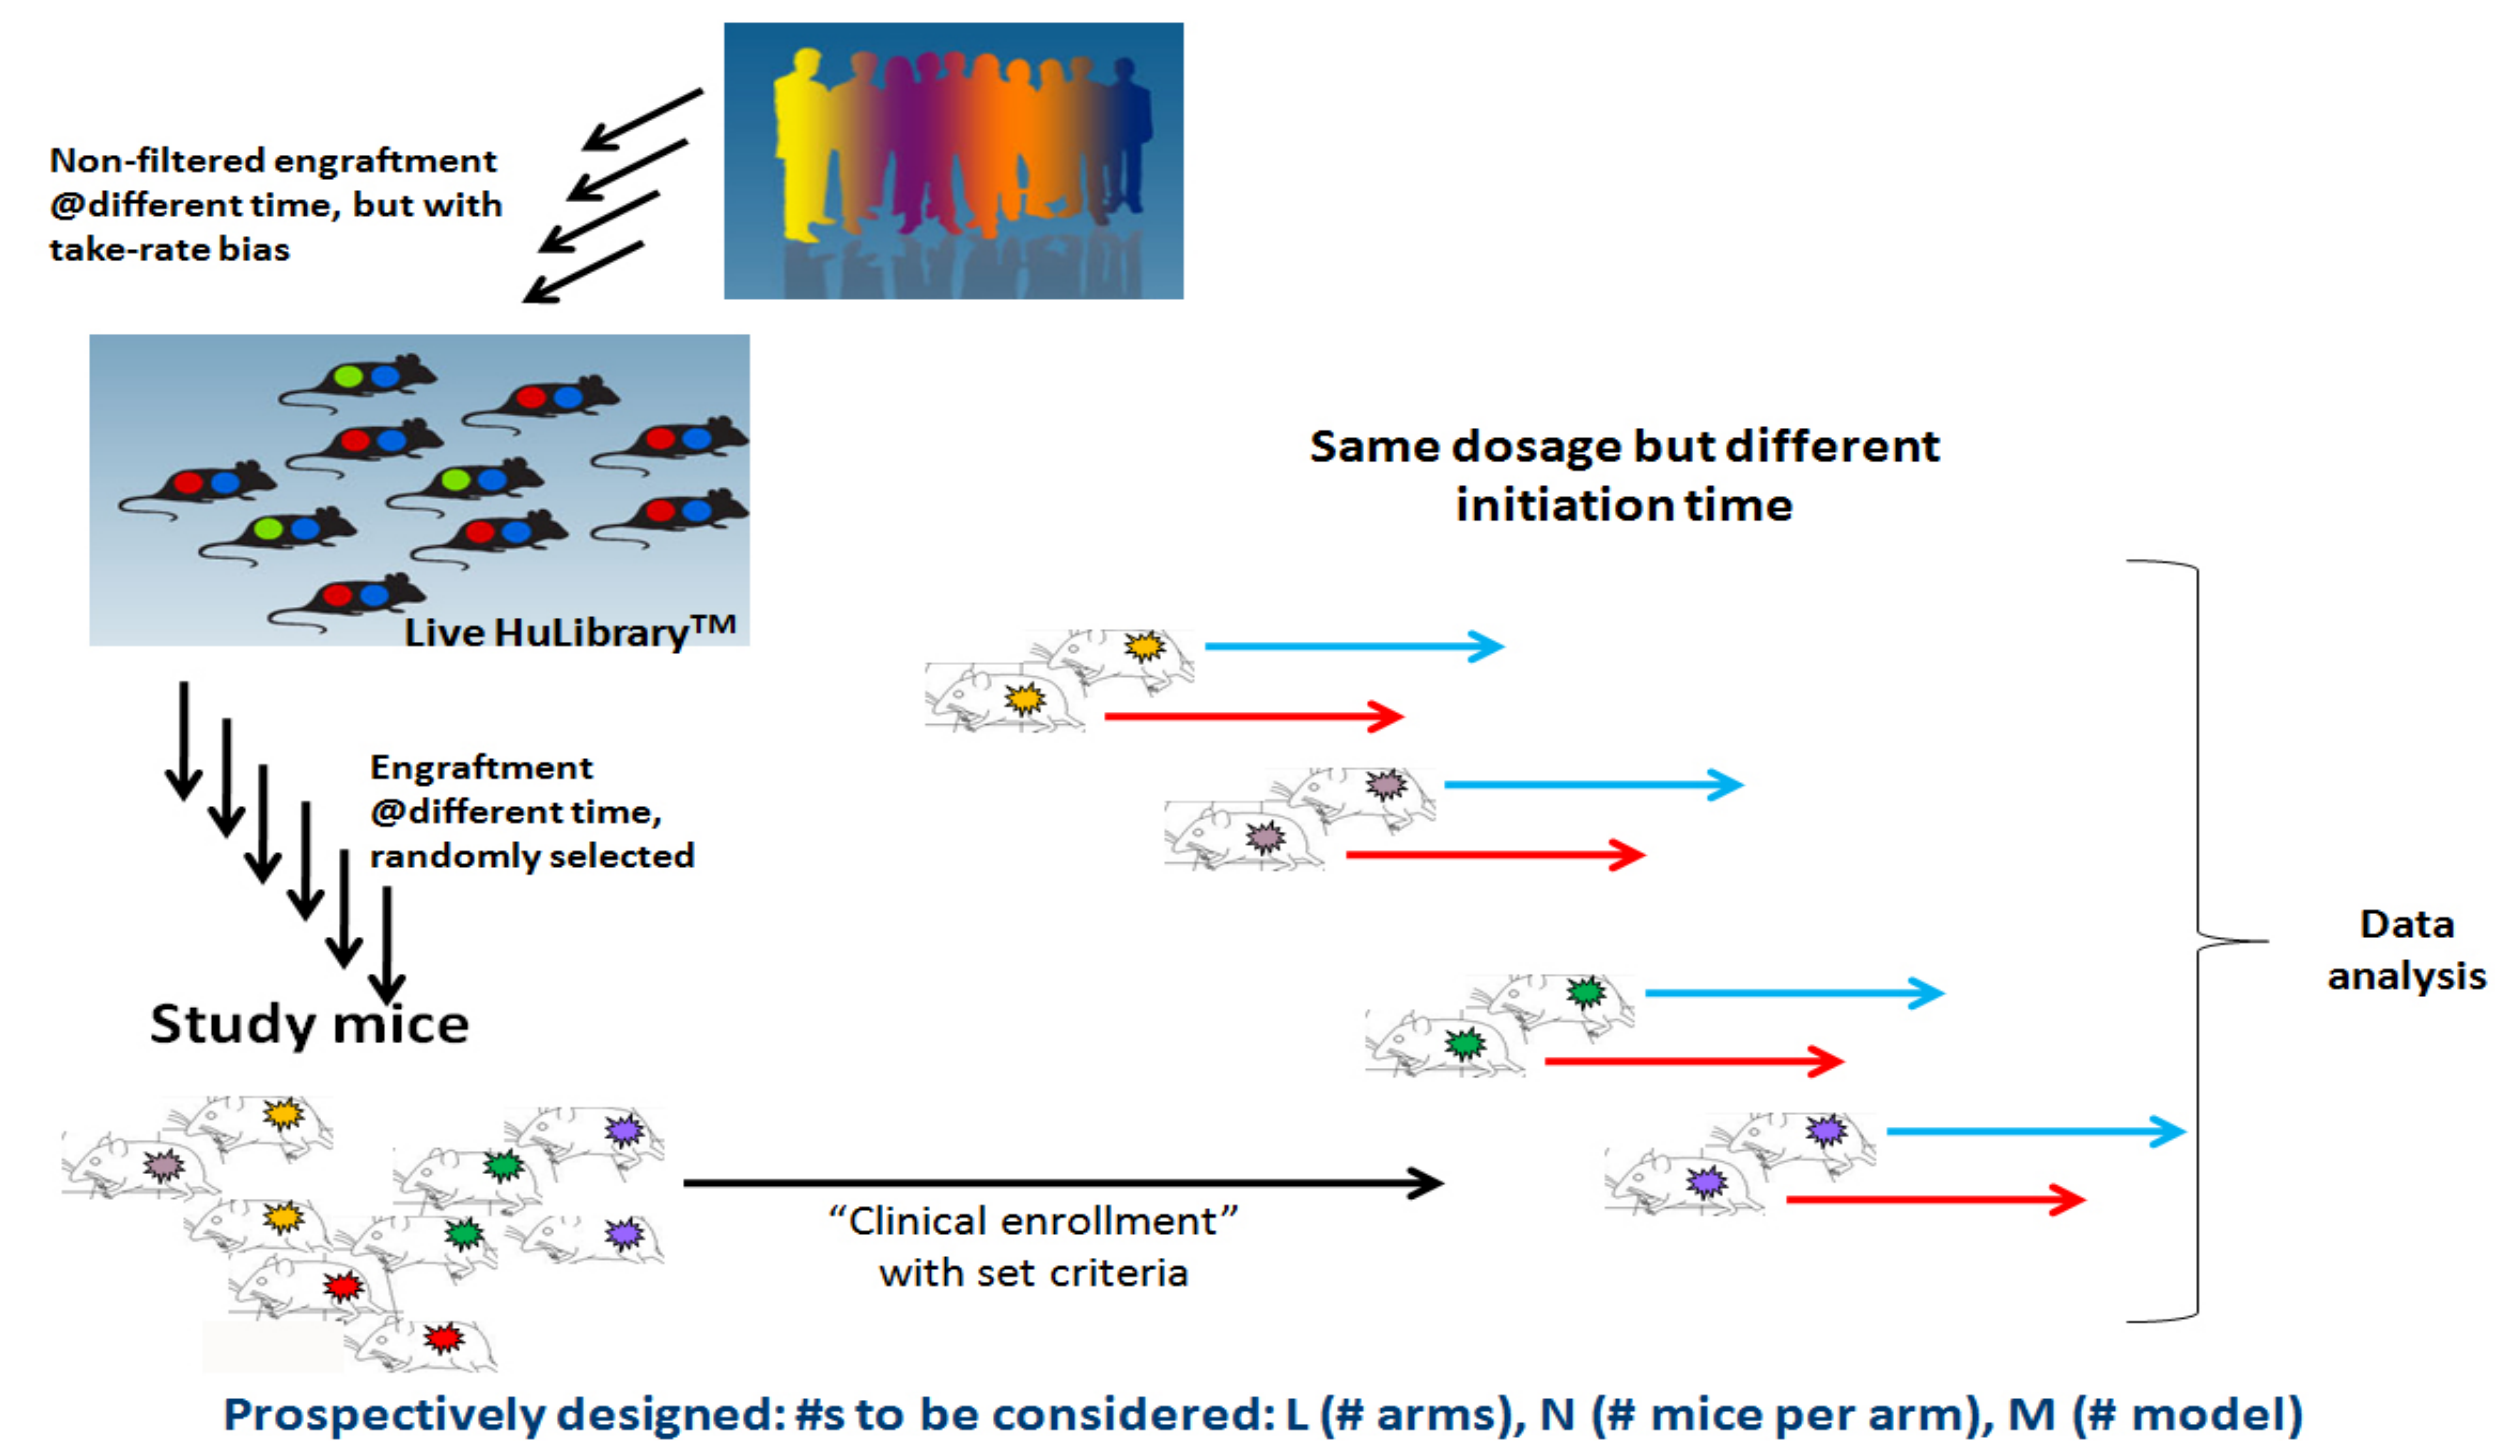 Non-filtered engraftment
@different time, but with
take-rate bias
Live HuLibrary™
Same dosage but different
initiation time
Engraftment
@different time,
randomly selected
Study mice
“Clinical enrollment”
with set criteria
Data
analysis
Prospectively designed: #s to be considered: L (# arms), N (# mice per arm), M (# model)